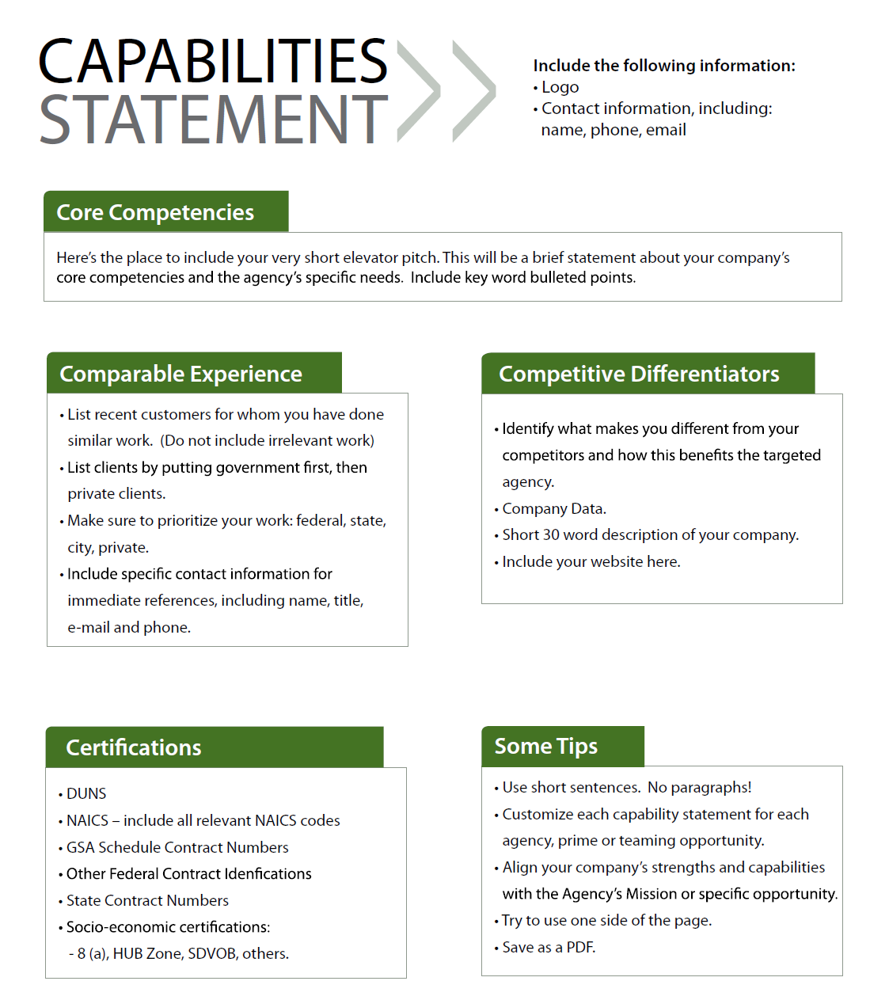 CAPABILITIES
STATEMENT
Include the following information:
• Logo
• Contact information, including:
name, phone, email
Core Competencies
Here's the place to include your very short elevator pitch. This will be a brief statement about your company's
core competencies and the agency's specific needs.  Include key word bulleted points.
Comparable Experience
• List recent customers for whom you have done
similar work.  (Do not include irrelevant work)
• List clients by putting government first, then
private clients.
• Make sure to prioritize your work: federal, state,
city, private.
• Include specific contact information for
immediate references, including name, title,
e-mail and phone.
Competitive Differentiators
• Identify what makes you different from your
competitors and how this benefits the targeted
agency.
• Company Data.
• Short 30 word description of your company.
• Include your website here.
Certifications
• DUNS
• NAICS – include all relevant NAICS codes
• GSA Schedule Contract Numbers
• Other Federal Contract Idenfications
• State Contract Numbers
• Socio-economic certifications:
- 8 (a), HUB Zone, SDVOB, others.
Some Tips
• Use short sentences.  No paragraphs!
• Customize each capability statement for each
agency, prime or teaming opportunity.
• Align your company's strengths and capabilities
with the Agency's Mission or specific opportunity.
• Try to use one side of the page.
• Save as a PDF.